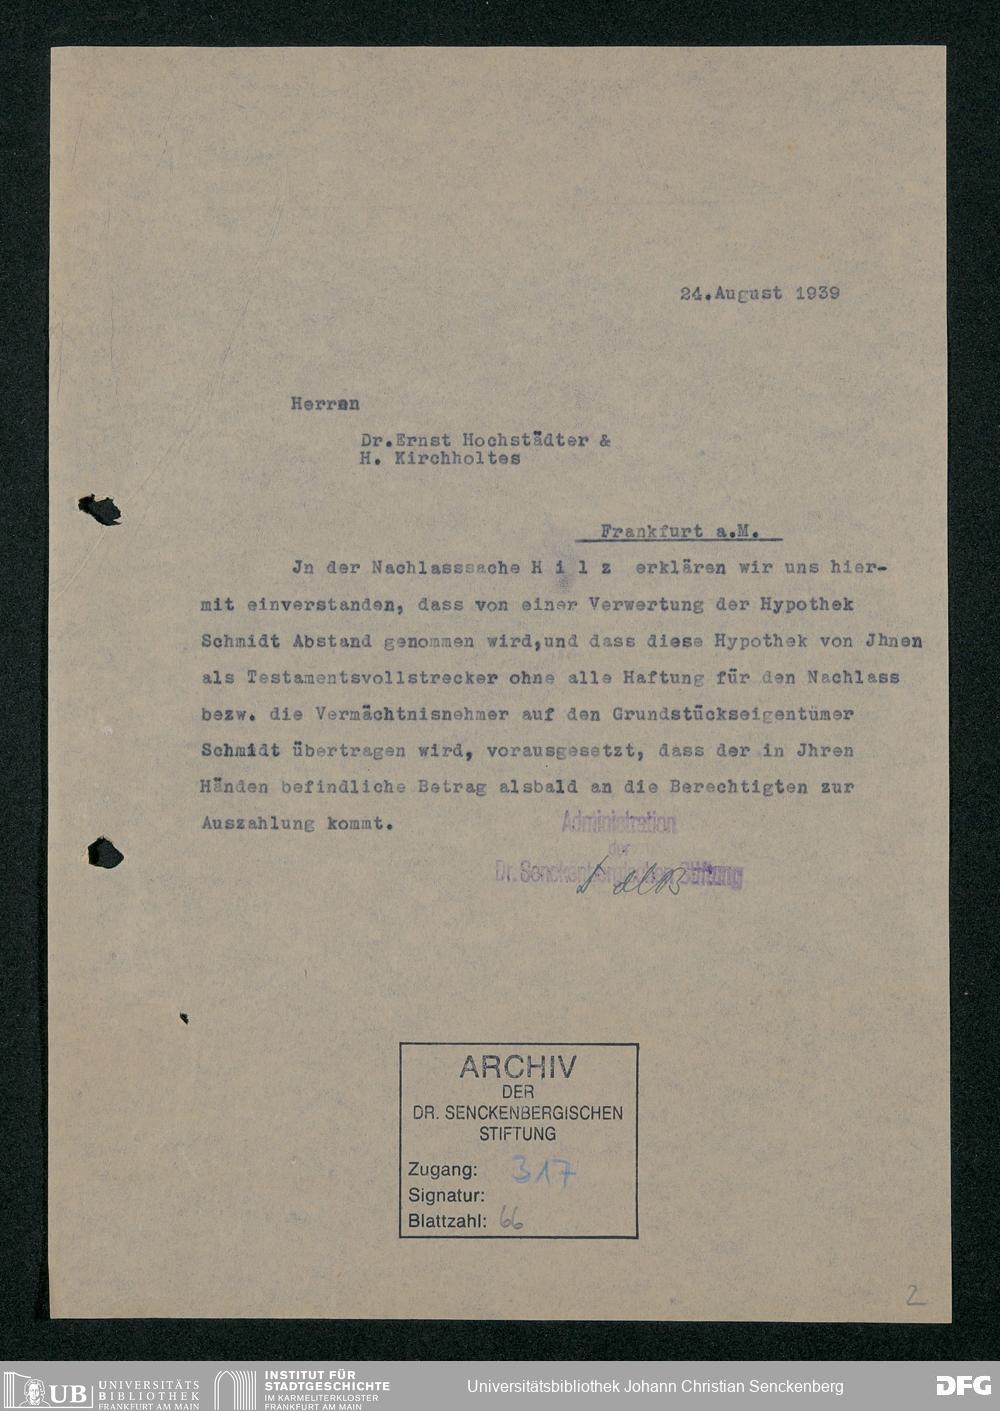 24.August 1939
Herren
Dr.Ernst Hochstädter &
H. Kirchholtes
Frankfurt a.M.
Jn der Nachlasssache H i l z erklären wir uns hier-
mit einverstanden, dass von einer Verwertung der Hypothek
Schmidt Abstand genommen wird,und dass diese Hypothek von Jhnen
als Testamentsvollstrecker ohne alle Haftung für den Nachlass
bezw. die Vermächtnisnehmer auf den Grundstückseigentümer
Schmidt übertragen wird, vorausgesetzt, dass der in Jhren
Händen befindliche Betrag alsbald an die Berechtigten zur
Auszahlung kommt.
Administration
der
Dr. Senckenbergischen Stiftung
ARCHIV
DER
DR. SENCKENBERGISCHEN
STIFTUNG
Zugang: 317
Signatur:
Blattzahl: 66
2
UB UNIVERSITÄTS
BIBLIOTHEK
FRANKFURT AM MAIN
INSTITUT FÜR
STADTGESCHICHTE
IM KARMELITERKLOSTER
FRANKFURT AM MAIN
Universitätsbibliothek Johann Christian Senckenberg
DFG